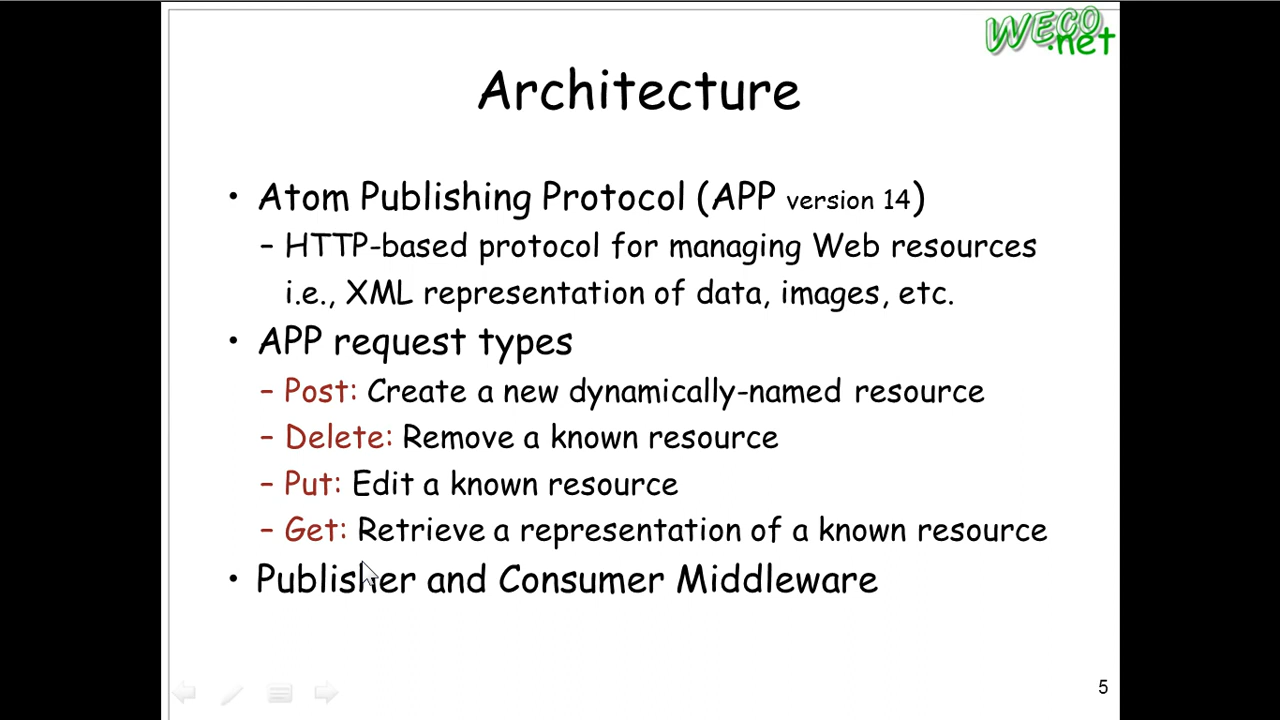 WECO
.net
Architecture
• Atom Publishing Protocol (APP version 14)
– HTTP-based protocol for managing Web resources
i.e., XML representation of data, images, etc.
• APP request types
– Post: Create a new dynamically-named resource
– Delete: Remove a known resource
– Put: Edit a known resource
– Get: Retrieve a representation of a known resource
• Publisher and Consumer Middleware
5